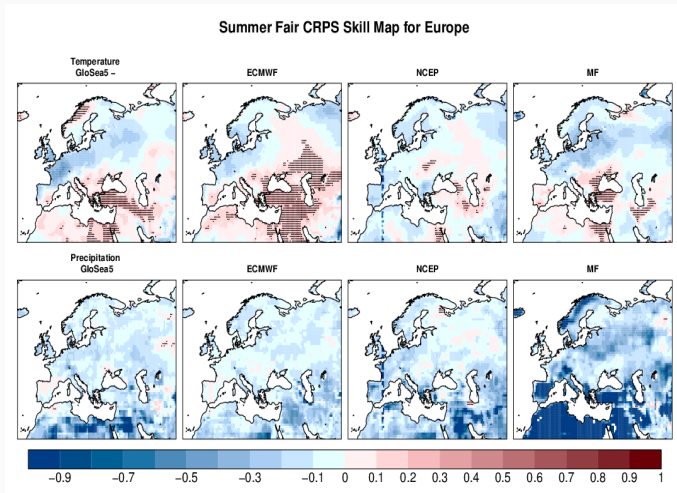 Summer Fair CRPS Skill Map for Europe
Temperature
GloSea5 –
ECMWF
NCEP
MF
Precipitation
GloSea5
ECMWF
NCEP
MF
−0.9 −0.7 −0.5 −0.3 −0.1 0 0.1 0.2 0.3 0.4 0.5 0.6 0.7 0.8 0.9 1